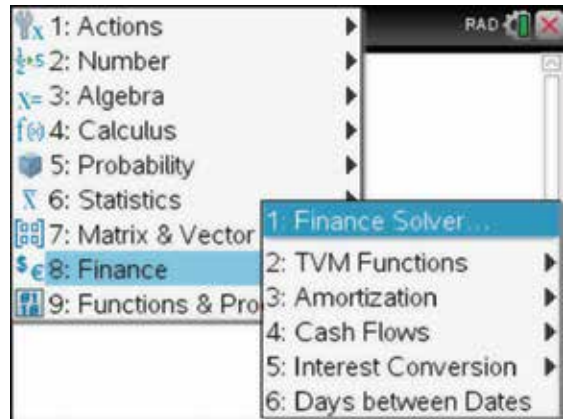 1: Actions
RAD
2: Number
3: Algebra
4: Calculus
5: Probability
6: Statistics
7: Matrix & Vector
8: Finance
9: Functions & Pro
1: Finance Solver...
2: TVM Functions
3: Amortization
4: Cash Flows
5: Interest Conversion
6: Days between Dates